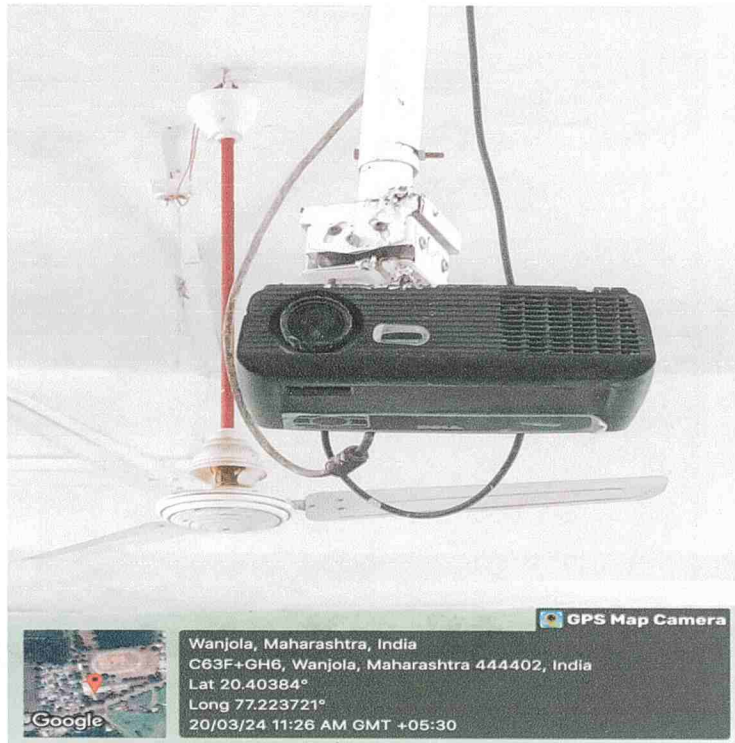 GPS Map Camera
Wanjola, Maharashtra, India
C63F+GH6, Wanjola, Maharashtra 444402, India
Lat 20.40384°
Long 77.223721°
20/03/24 11:26 AM GMT +05:30
Google